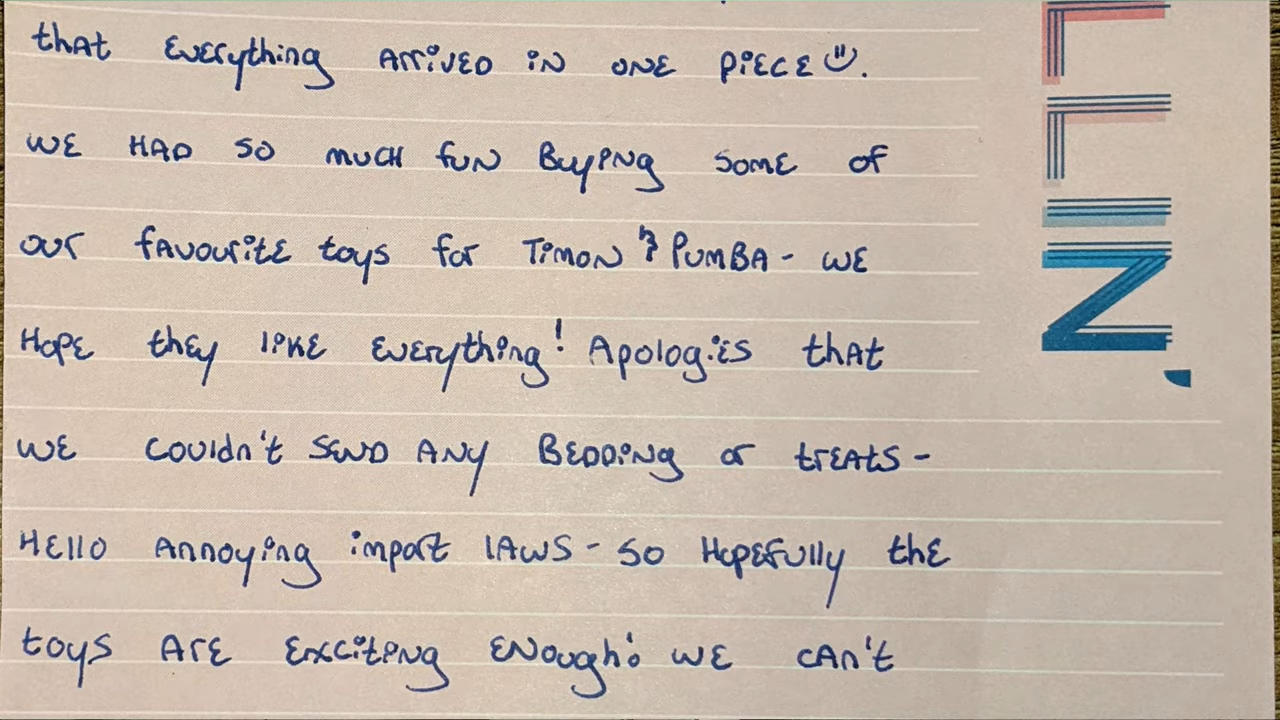 that everything arrived in one piece :).
we had so much fun buying some of
our favourite toys for Timon & Pumba - we
hope they like everything! Apologies that
we couldn't send any bedding or treats -
Hello annoying import laws - so hopefully the
toys are exciting enough! we can't
LLIN'